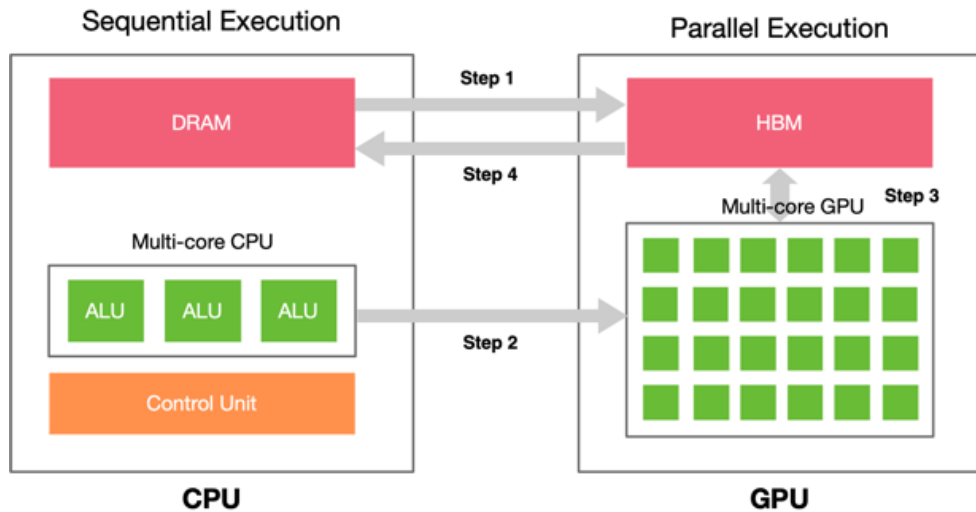 Sequential Execution
Parallel Execution
Step 1
DRAM
HBM
Step 4
Step 3
Multi-core GPU
Multi-core CPU
ALU ALU ALU
Step 2
Control Unit
CPU
GPU